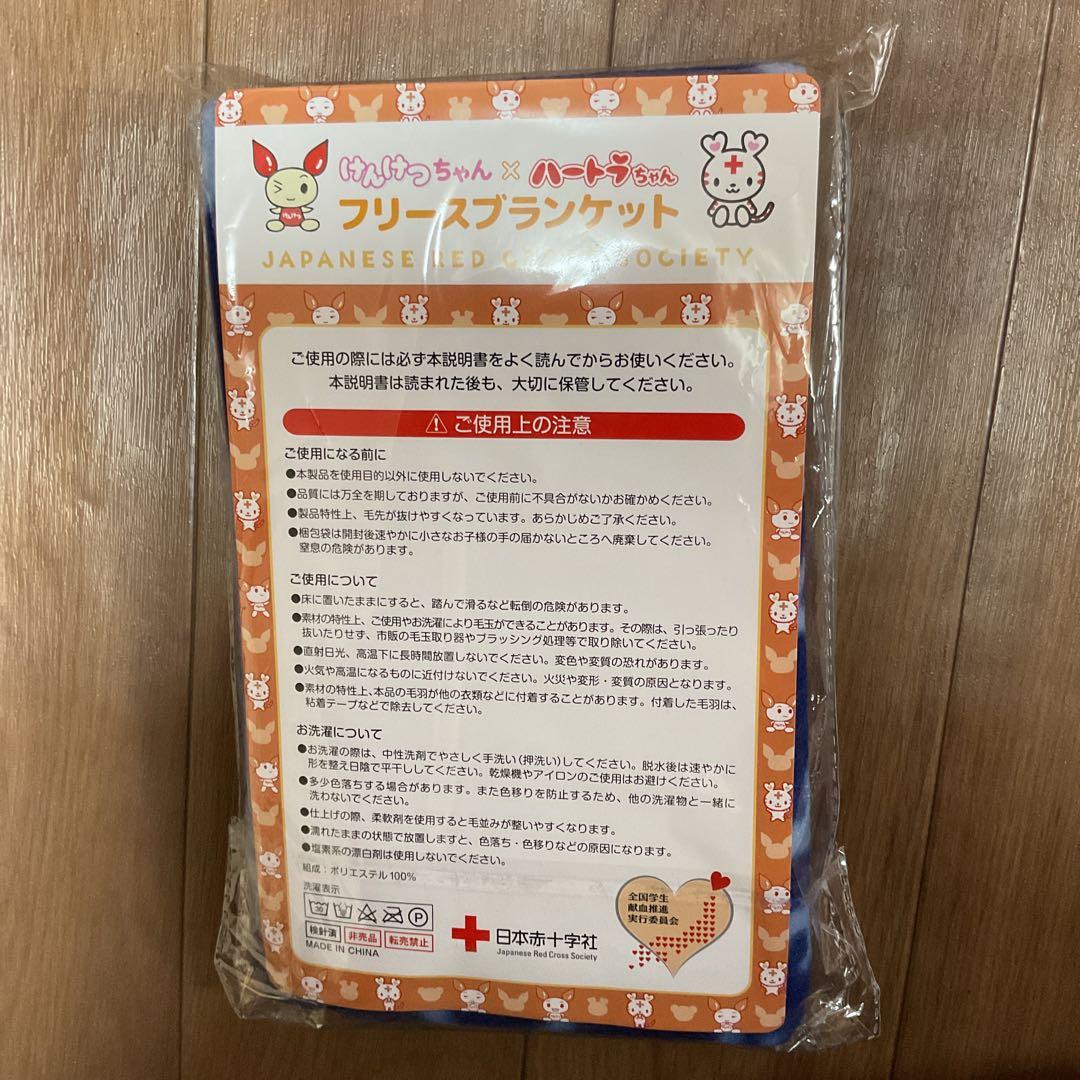 けんけつちゃん×ハートラちゃん
けんけつ
フリースブランケット
JAPANESE RED CROSS SOCIETY
ご使用の際には必ず本説明書をよく読んでからお使いください。
本説明書は読まれた後も、大切に保管してください。
ご使用上の注意
ご使用になる前に
●本製品を使用目的以外に使用しないでください。
●品質には万全を期しておりますが、ご使用前に不具合がないかお確かめください。
●製品特性上、毛先が抜けやすくなっています。あらかじめご了承ください。
●梱包袋は開封後速やかに小さなお子様の手の届かないところへ廃棄してください。
窒息の危険があります。
ご使用について
●床に置いたままにすると、踏んで滑るなど転倒の危険があります。
●素材の特性上、ご使用やお洗濯により毛玉ができることがあります。その際は、引っ張ったり
抜いたりせず、市販の毛玉取り器やブラッシング処理等で取り除いてください。
●直射日光、高温下に長時間放置しないでください。変色や変質の恐れがあります。
●火気や高温になるものに近付けないでください。火災や変形・変質の原因となります。
●素材の特性上、本品の毛羽が他の衣類などに付着することがあります。付着した毛羽は、
粘着テープなどで除去してください。
お洗濯について
●お洗濯の際は、中性洗剤でやさしく手洗い(押洗い)してください。脱水後は速やかに
形を整え日陰で平干ししてください。乾燥機やアイロンのご使用はお避けください。
●多少色落ちする場合があります。また色移りを防止するため、他の洗濯物と一緒に
洗わないでください。
●仕上げの際、柔軟剤を使用すると毛並みが整いやすくなります。
●濡れたままの状態で放置しますと、色落ち・色移りなどの原因になります。
●塩素系の漂白剤は使用しないでください。
組成:ポリエステル100%
洗濯表示
検針済 非売品 転売禁止
MADE IN CHINA
日本赤十字社
Japanese Red Cross Society
全国学生
献血推進
実行委員会